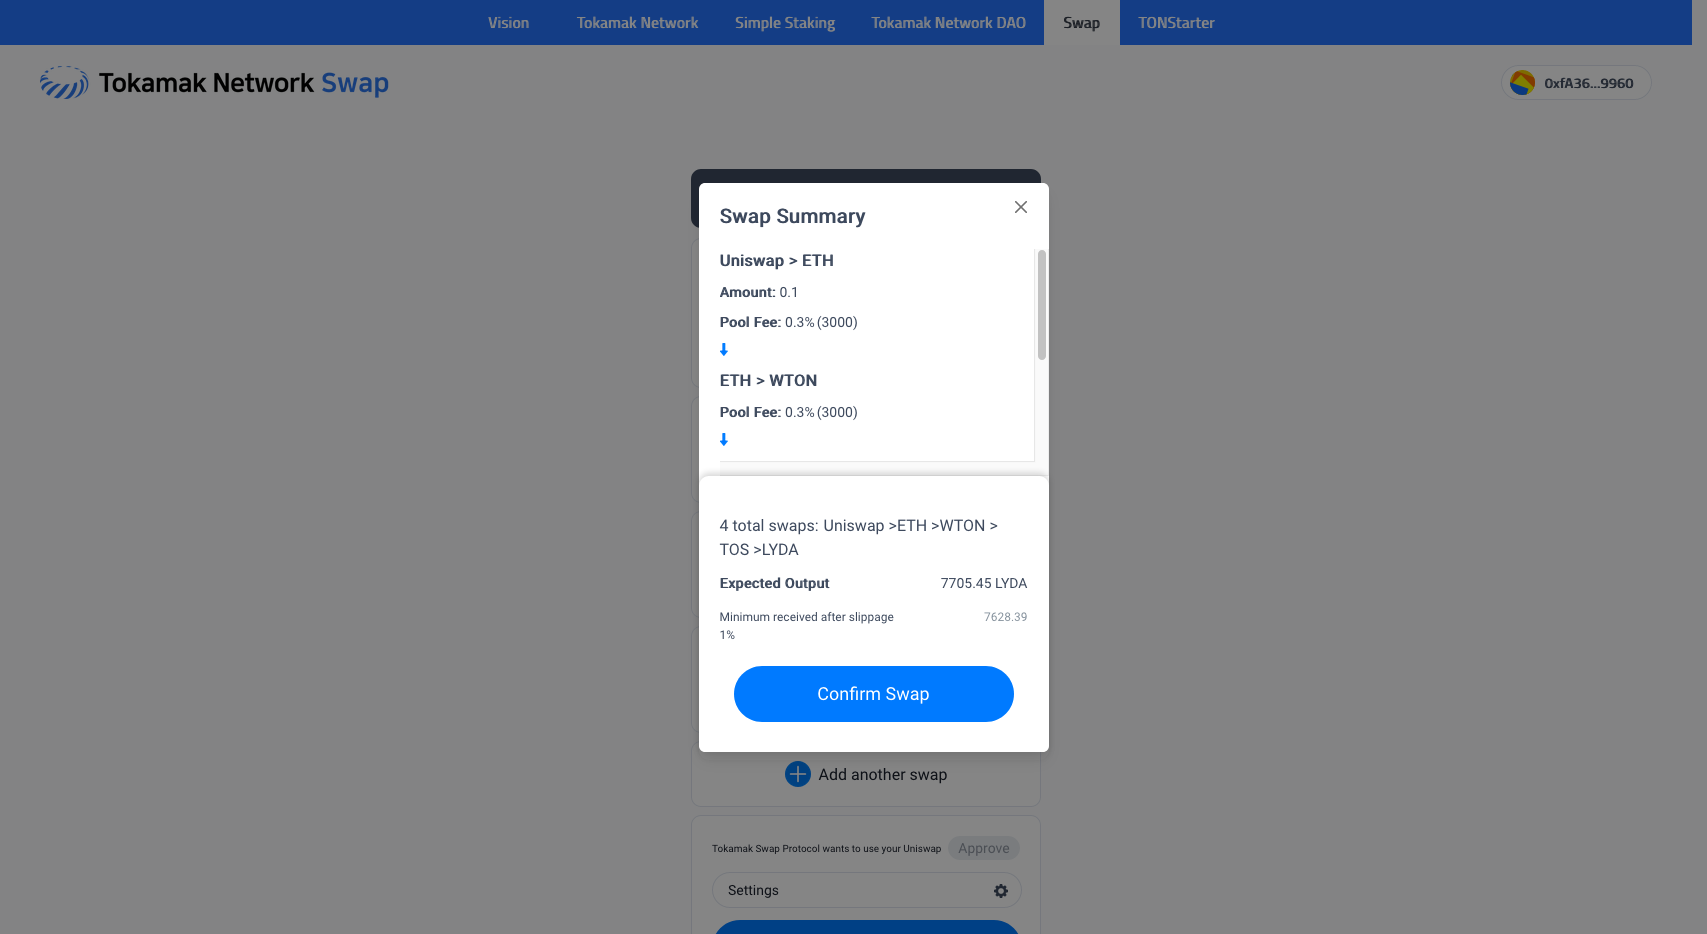 Vision Tokamak Network Simple Staking Tokamak Network DAO Swap TONStarter
Tokamak Network Swap
0xfA36...9960
Swap Summary
Uniswap > ETH
Amount: 0.1
Pool Fee: 0.3% (3000)
ETH > WTON
Pool Fee: 0.3% (3000)
4 total swaps: Uniswap >ETH >WTON >
TOS >LYDA
Expected Output 7705.45 LYDA
Minimum received after slippage 7628.39
1%
Confirm Swap
Add another swap
Tokamak Swap Protocol wants to use your Uniswap Approve
Settings